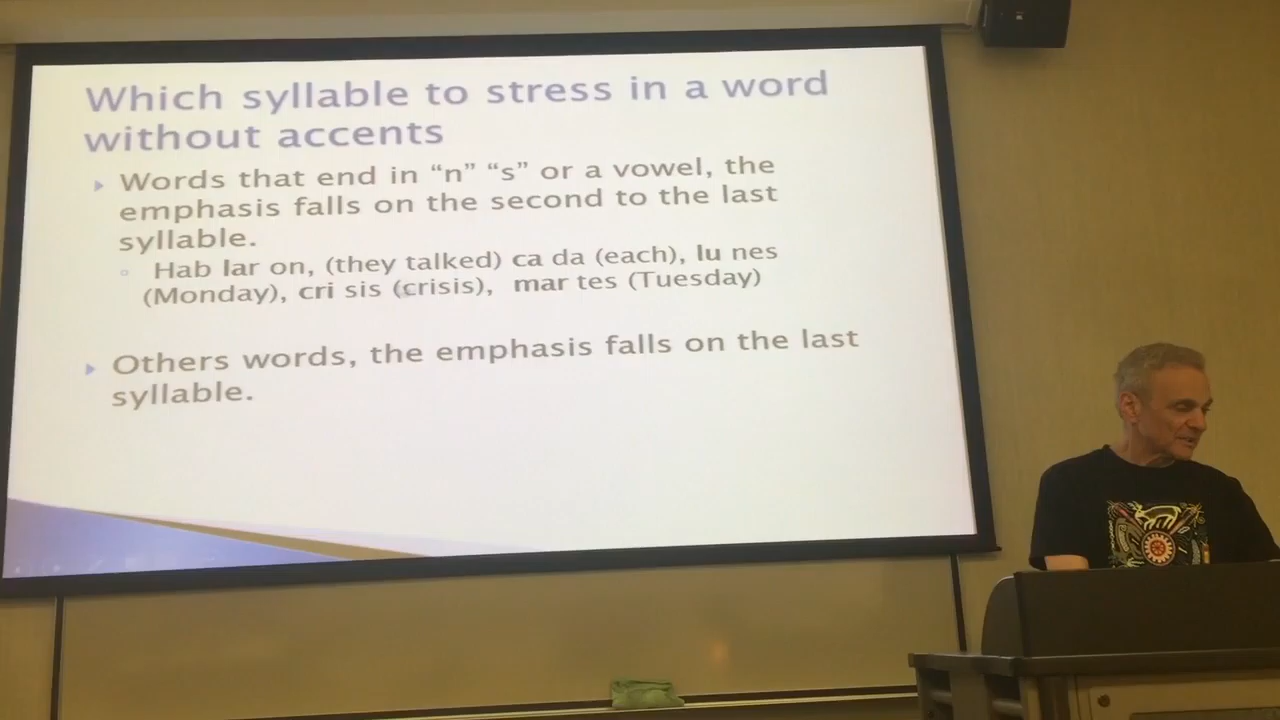 Which syllable to stress in a word
without accents
Words that end in “n” “s” or a vowel, the
emphasis falls on the second to the last
syllable.
Hab lar on, (they talked) ca da (each), lu nes
(Monday), cri sis (crisis), mar tes (Tuesday)
Others words, the emphasis falls on the last
syllable.